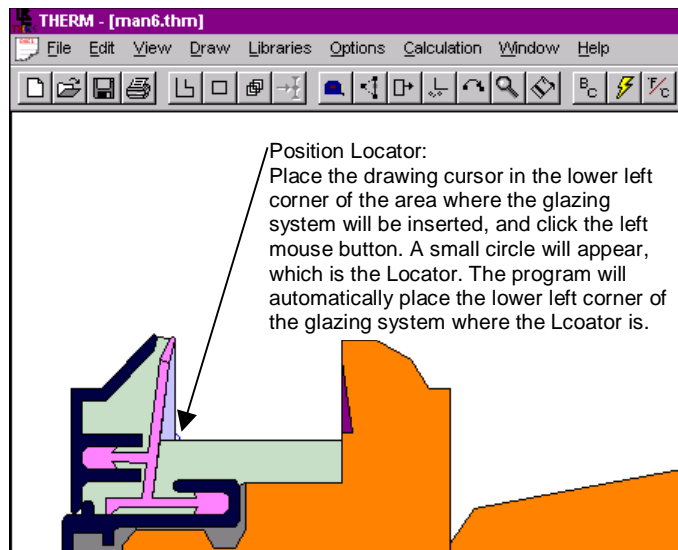 THERM - [man6.thm]
File Edit View Draw Libraries Options Calculation Window Help
BC °F/°C
Position Locator:
Place the drawing cursor in the lower left
corner of the area where the glazing
system will be inserted, and click the left
mouse button. A small circle will appear,
which is the Locator. The program will
automatically place the lower left corner of
the glazing system where the Lcoator is.